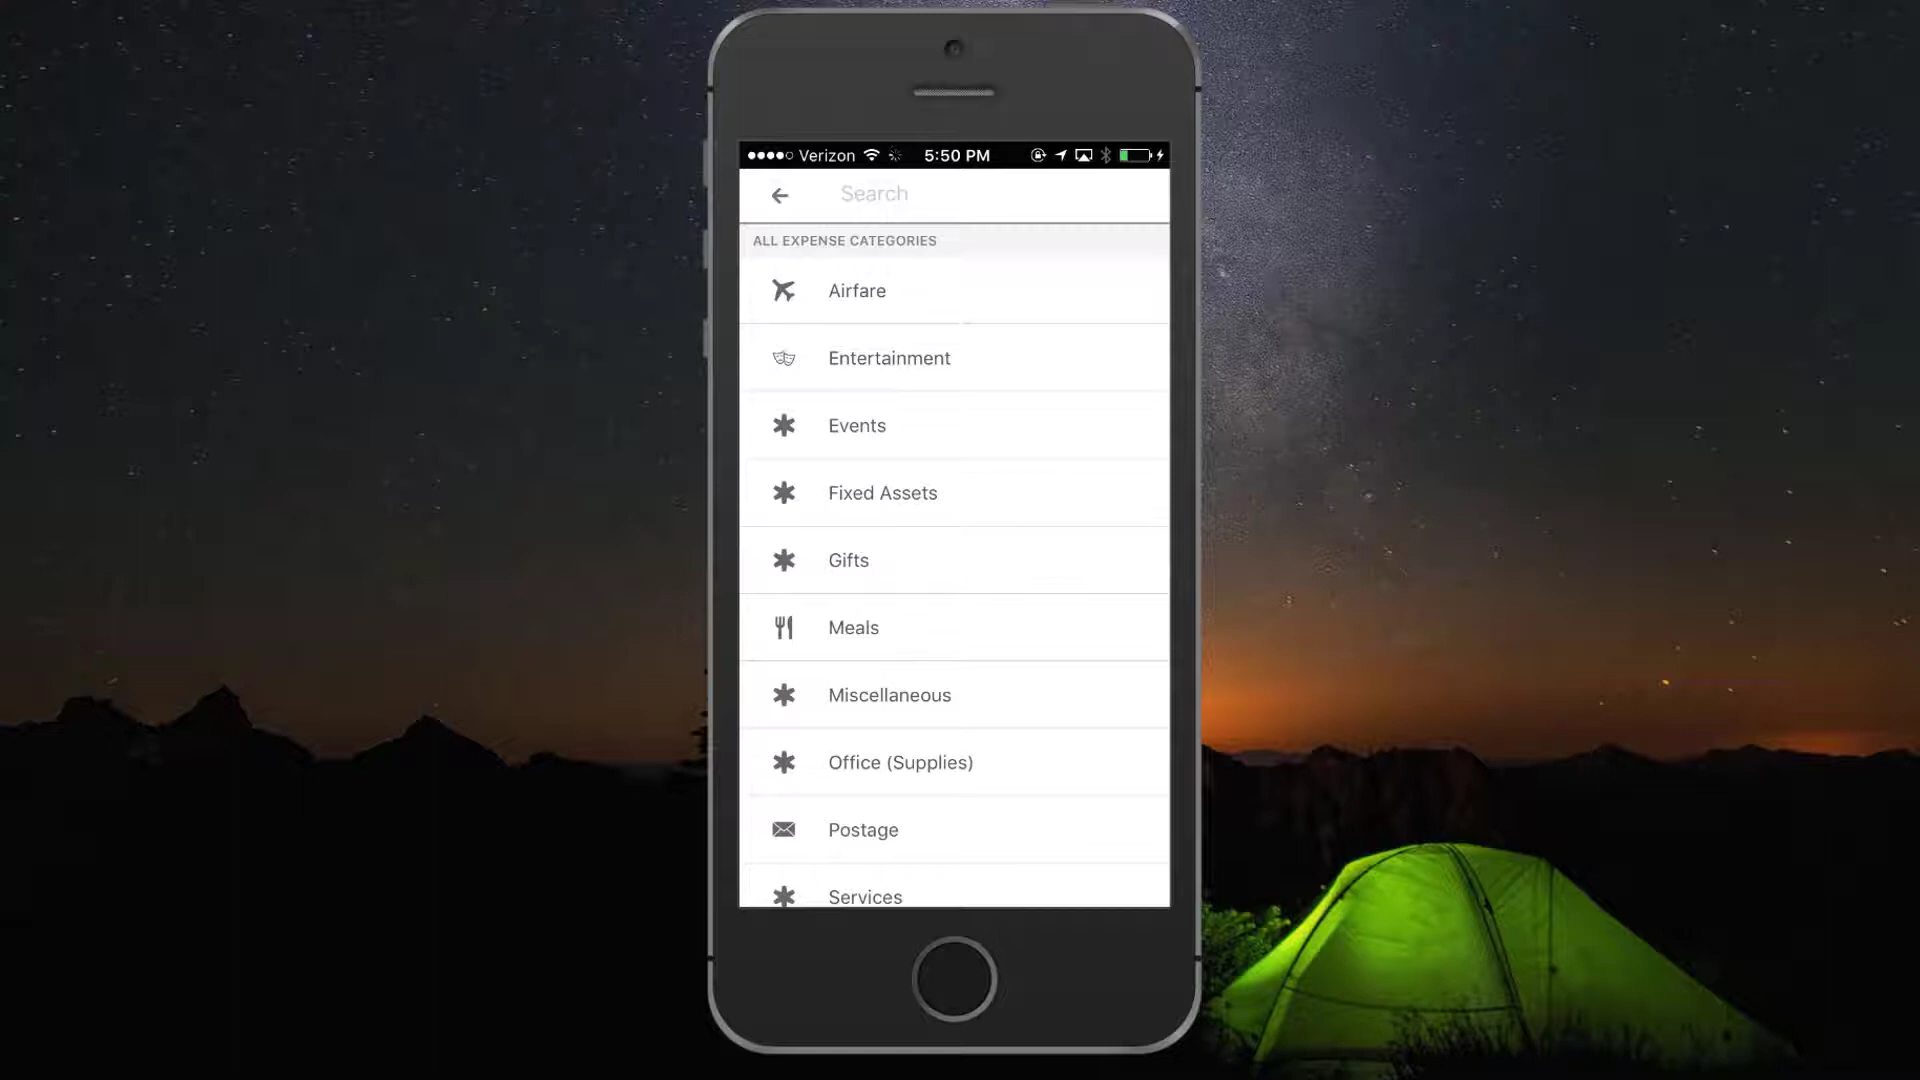 Verizon 5:50 PM
Search
ALL EXPENSE CATEGORIES
Airfare
Entertainment
Events
Fixed Assets
Gifts
Meals
Miscellaneous
Office (Supplies)
Postage
Services